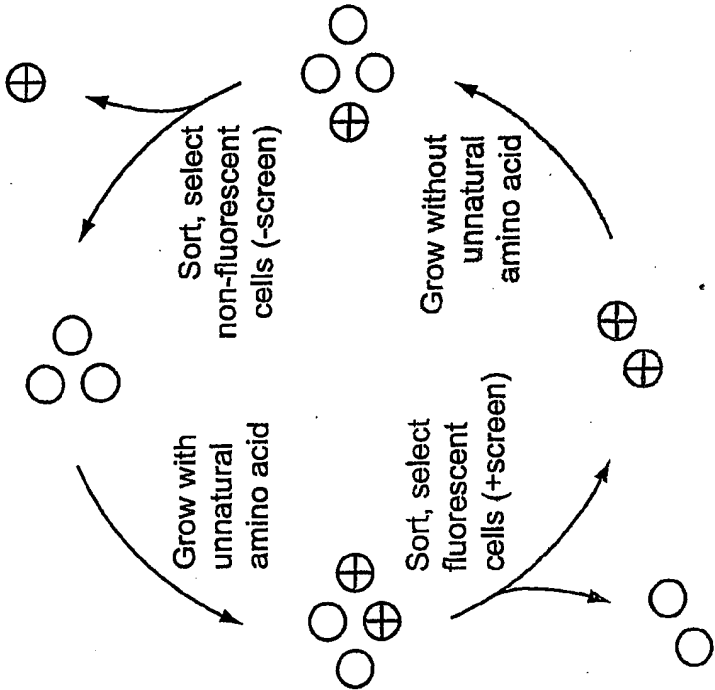 Sort, select
non-fluorescent
cells (-screen)
Grow with
unnatural
amino acid
Grow without
unnatural
amino acid
Sort, select
fluorescent
cells (+screen)